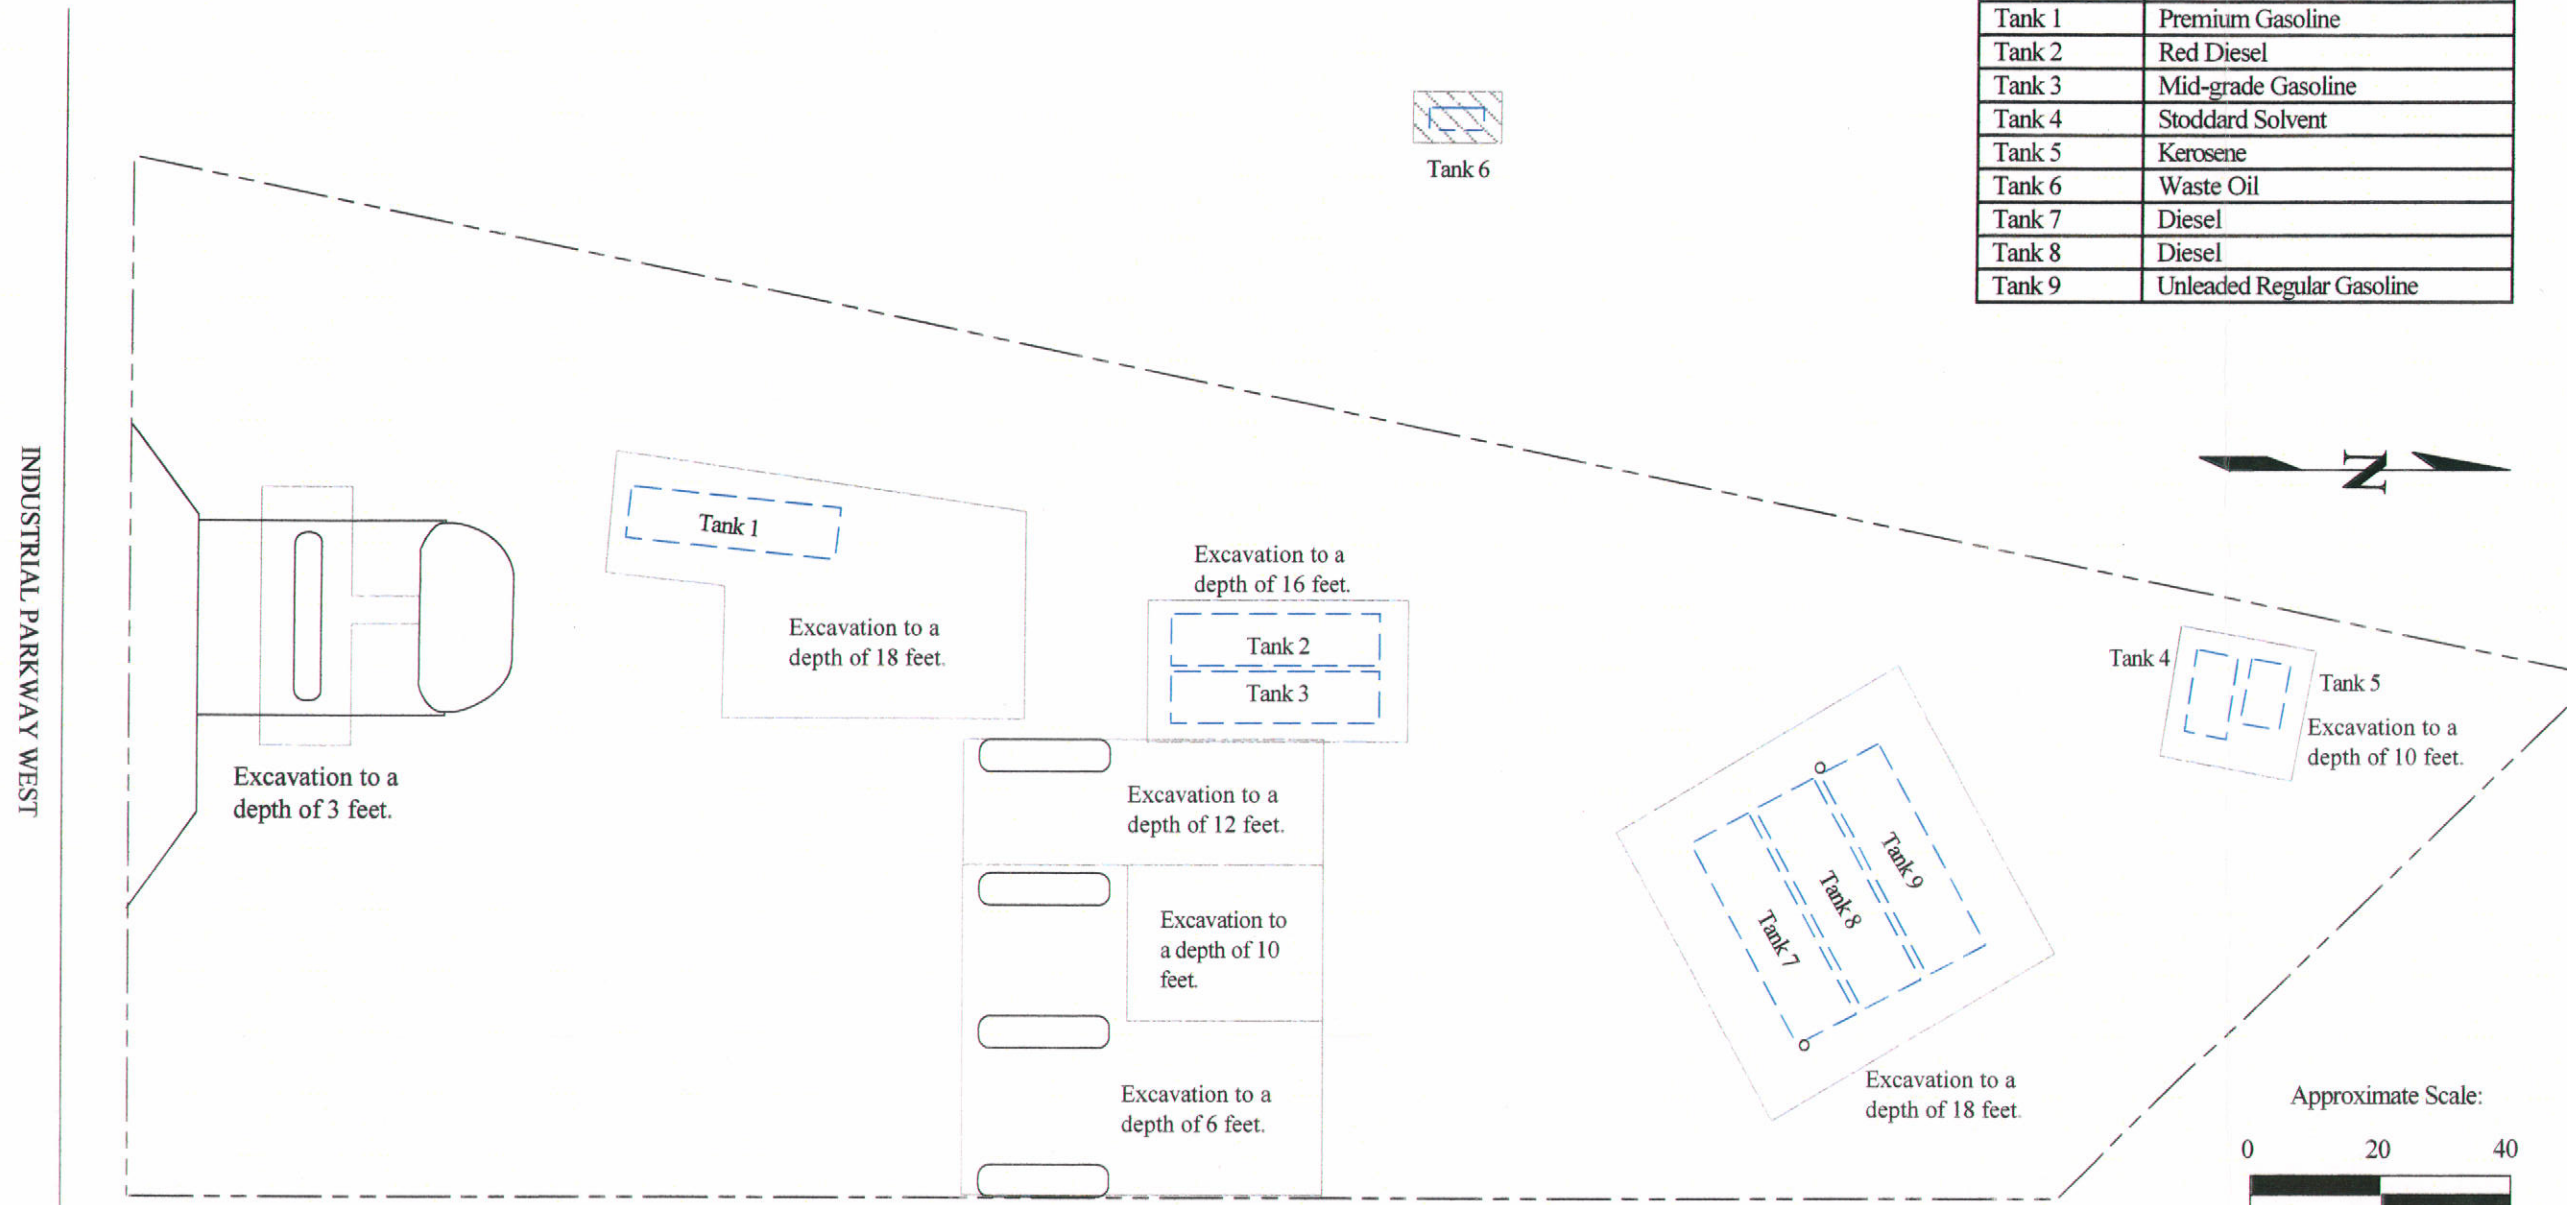 Tank 1 Premium Gasoline
Tank 2 Red Diesel
Tank 3 Mid-grade Gasoline
Tank 4 Stoddard Solvent
Tank 5 Kerosene
Tank 6 Waste Oil
Tank 7 Diesel
Tank 8 Diesel
Tank 9 Unleaded Regular Gasoline
Tank 6
INDUSTRIAL PARKWAY WEST
N
Tank 1
Excavation to a
depth of 18 feet.
Excavation to a
depth of 16 feet.
Tank 2
Tank 3
Tank 4
Tank 5
Excavation to a
depth of 10 feet.
Excavation to a
depth of 3 feet.
Excavation to a
depth of 12 feet.
Excavation to
a depth of 10
feet.
Excavation to a
depth of 6 feet.
Tank 9
Tank 8
Tank 7
Excavation to a
depth of 18 feet.
Approximate Scale:
0 20 40